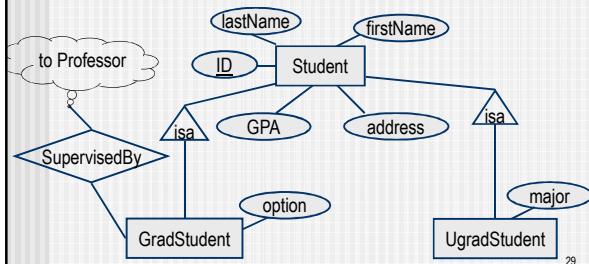 lastName
firstName
to Professor
ID
Student
isa
GPA
address
isa
SupervisedBy
option
major
GradStudent
UgradStudent
29